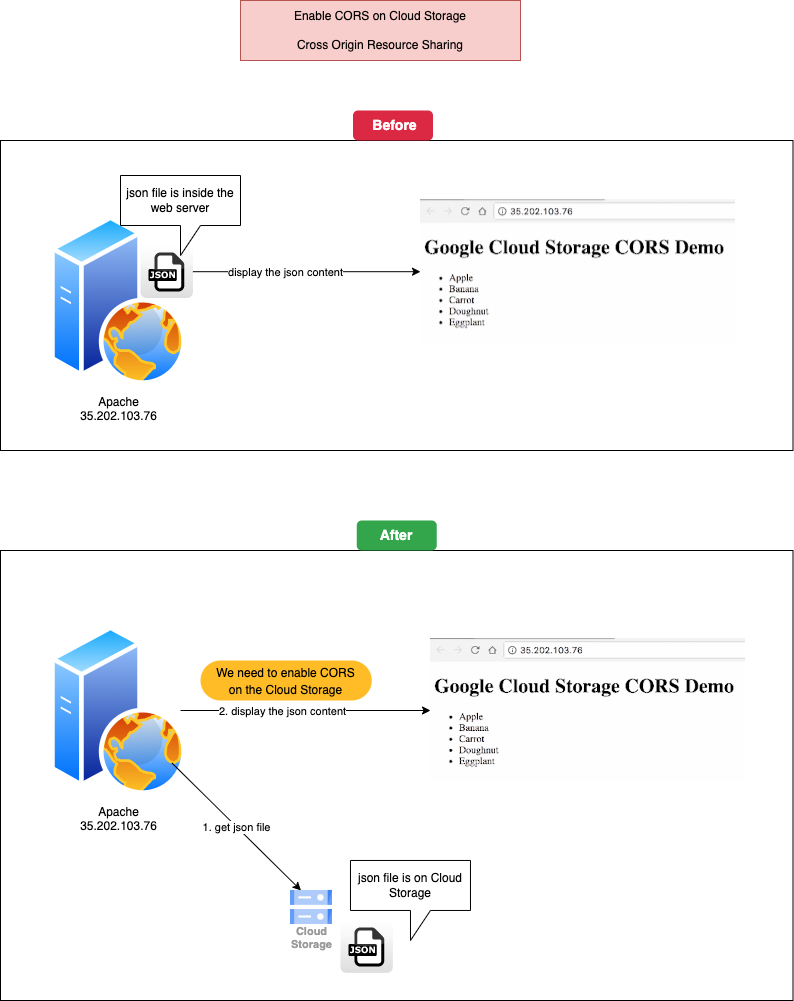 Enable CORS on Cloud Storage
Cross Origin Resource Sharing
Before
json file is inside the
web server
JSON
display the json content
35.202.103.76
Google Cloud Storage CORS Demo
Apple
Banana
Carrot
Doughnut
Eggplant
Apache
35.202.103.76
After
We need to enable CORS
on the Cloud Storage
2. display the json content
35.202.103.76
Google Cloud Storage CORS Demo
Apple
Banana
Carrot
Doughnut
Eggplant
Apache
35.202.103.76
1. get json file
json file is on Cloud
Storage
Cloud
Storage
JSON